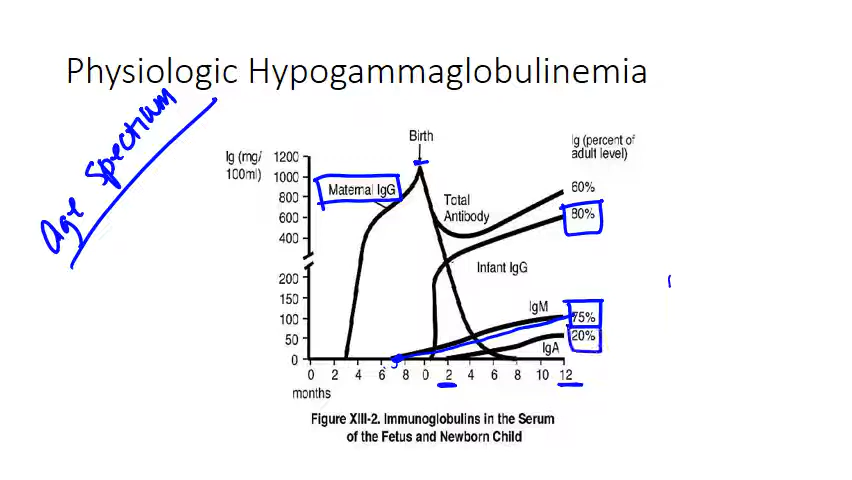 Physiologic Hypogammaglobulinemia
Age Spectrum
Birth
Ig (mg/
100ml)
Ig (percent of
adult level)
1200
1000
800
600
400
200
150
100
50
0
Maternal IgG
Total
Antibody
60%
80%
Infant IgG
IgM
75%
20%
IgA
0 2 4 6 8 0 2 4 6 8 10 12
months
Figure XIII-2. Immunoglobulins in the Serum
of the Fetus and Newborn Child